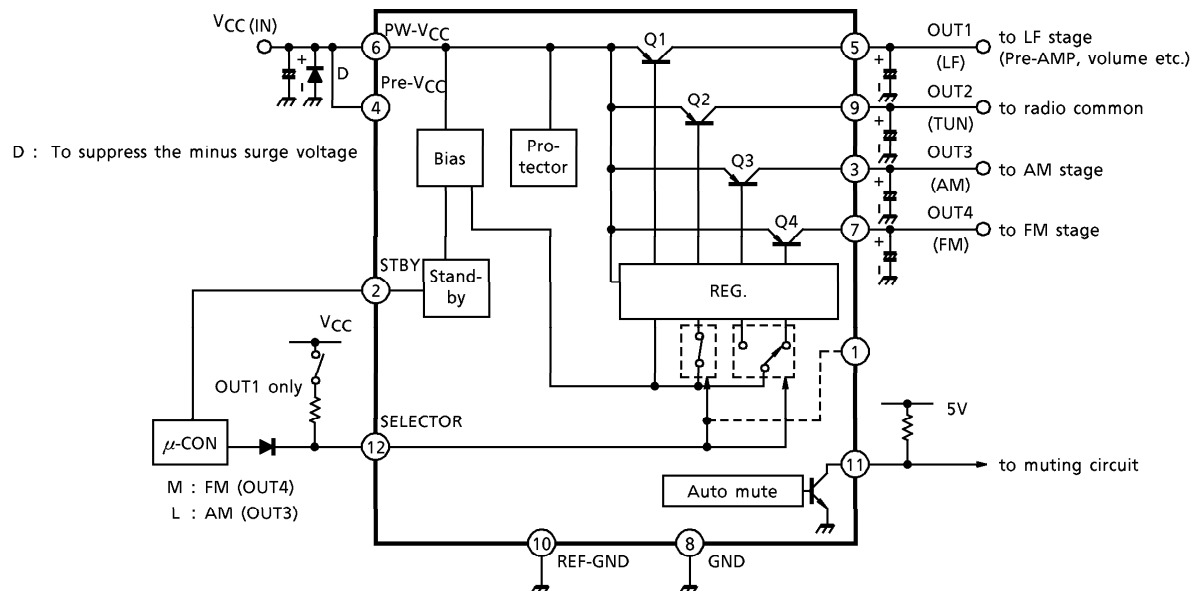 VCC (IN)
+
D
6
PW-VCC
Pre-VCC
4
D : To suppress the minus surge voltage
Bias
Pro-
tector
Q1
Q2
Q3
Q4
5
OUT1
(LF)
to LF stage
(Pre-AMP, volume etc.)
+
9
OUT2
(TUN)
to radio common
+
3
OUT3
(AM)
to AM stage
+
7
OUT4
(FM)
to FM stage
+
STBY
2
Stand-
by
REG.
1
VCC
OUT1 only
μ-CON
SELECTOR
12
M : FM (OUT4)
L : AM (OUT3)
5V
11
to muting circuit
Auto mute
10
REF-GND
8
GND